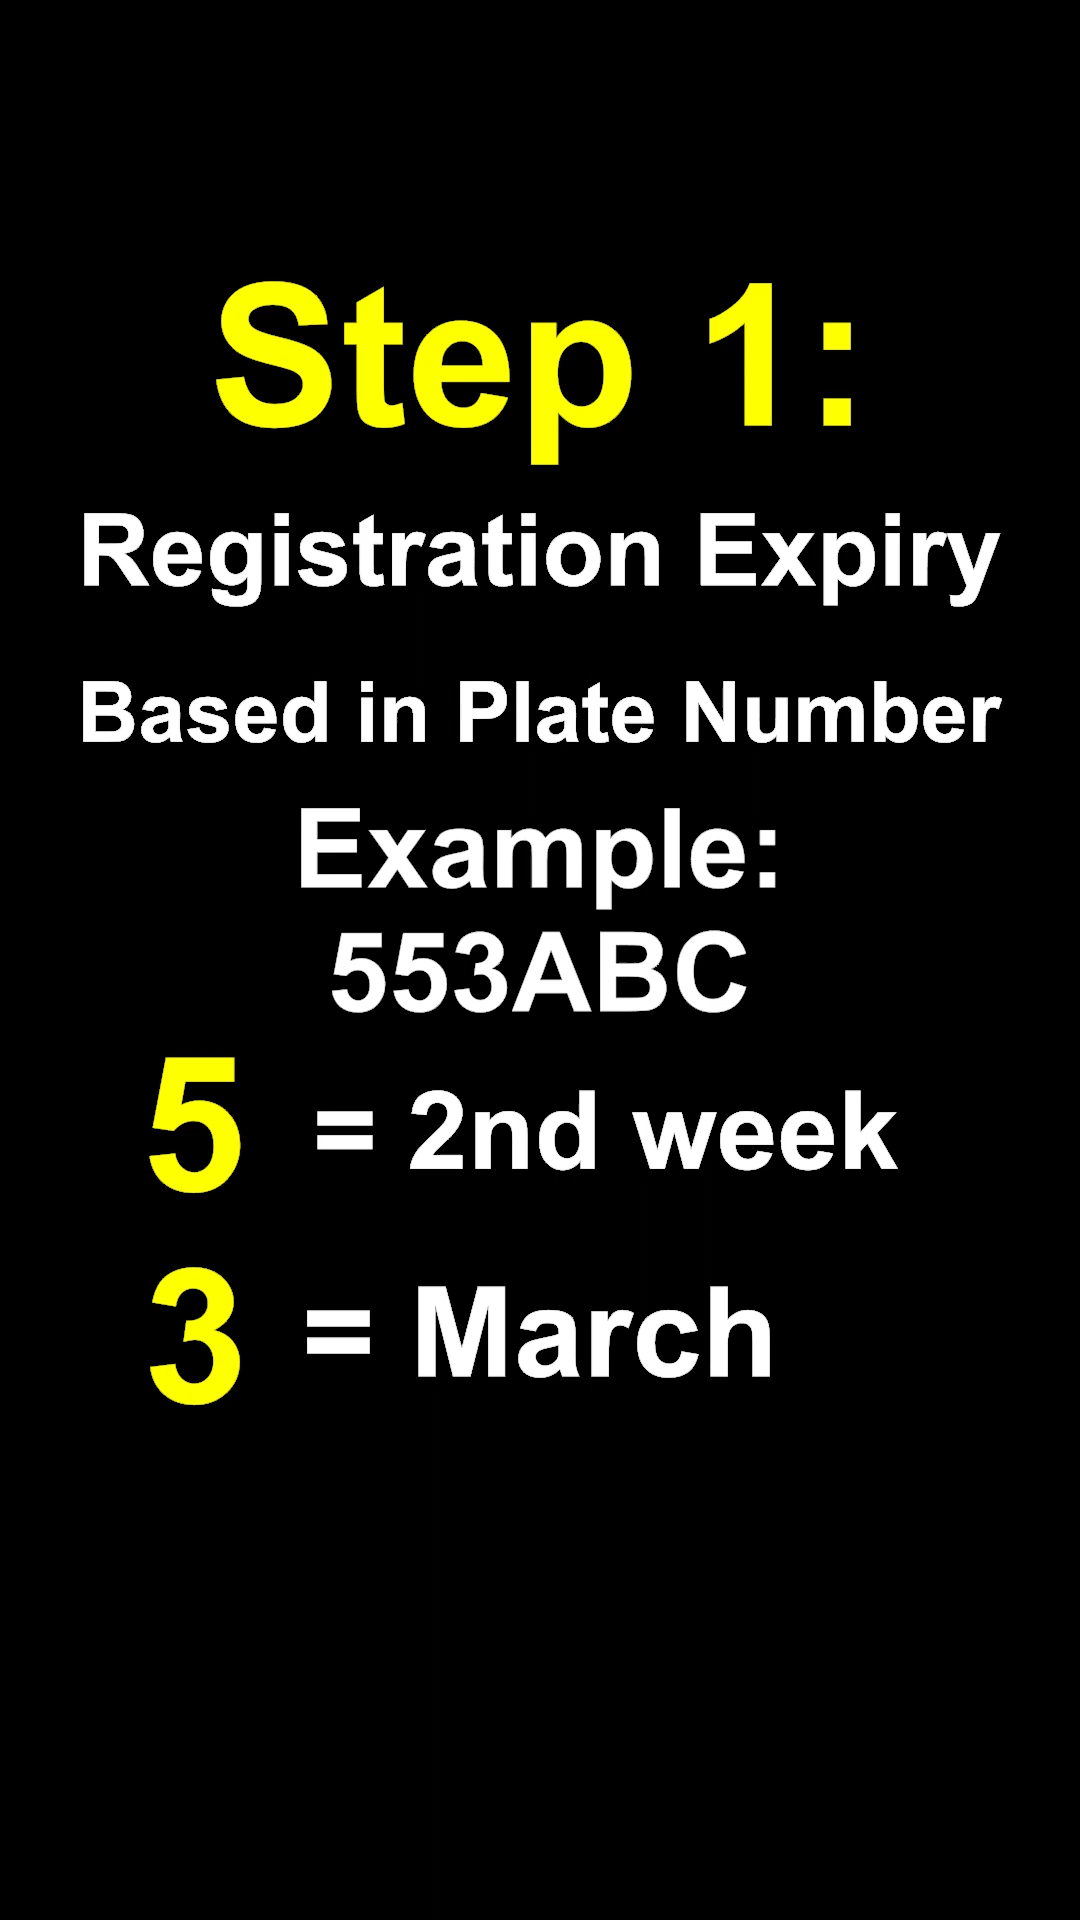 Step 1:
Registration Expiry
Based in Plate Number
Example:
553ABC
5 = 2nd week
3 = March